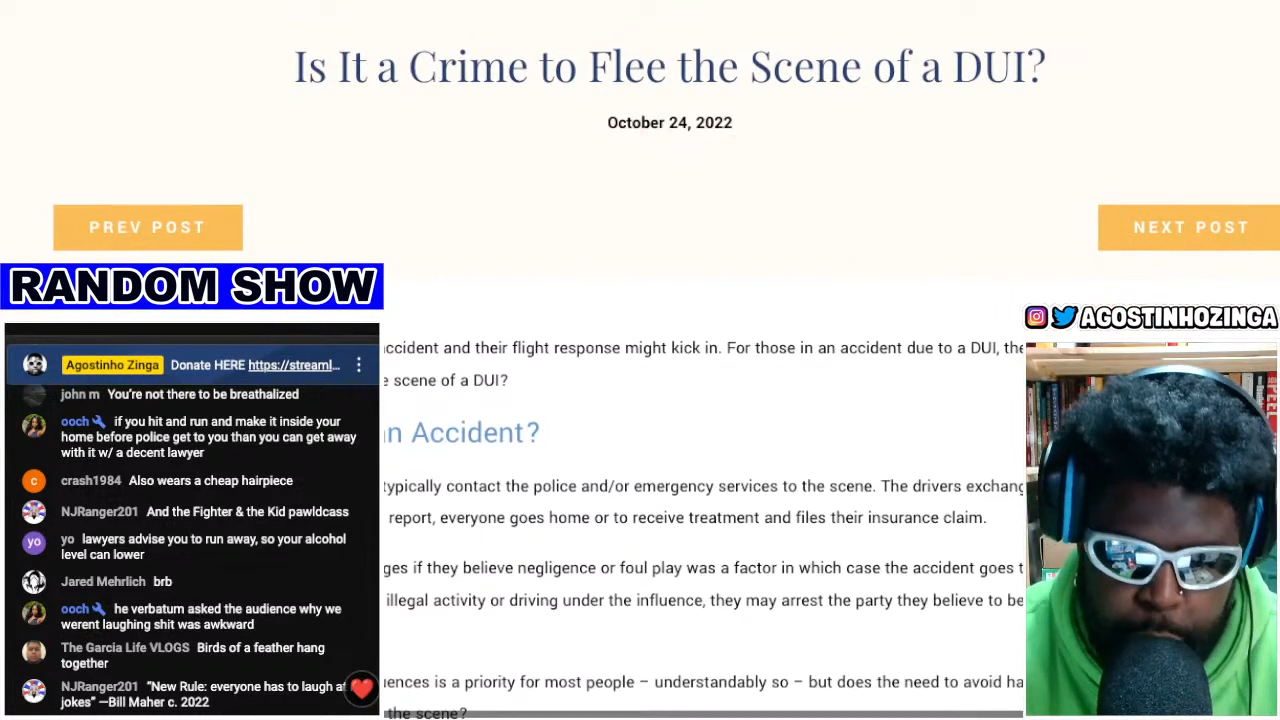 Is It a Crime to Flee the Scene of a DUI?
October 24, 2022
PREV POST
NEXT POST
RANDOM SHOW
AGOSTINHOZINGA
Agostinho Zinga Donate HERE https://streaml...
john m You're not there to be breathalized
ooch if you hit and run and make it inside your
home before police get to you than you can get away
with it w/ a decent lawyer
c
crash1984 Also wears a cheap hairpiece
NJRanger201 And the Fighter & the Kid pawldcass
yo
yo lawyers advise you to run away, so your alcohol
level can lower
Jared Mehrlich brb
ooch he verbatum asked the audience why we
werent laughing shit was awkward
The Garcia Life VLOGS Birds of a feather hang
together
NJRanger201 “New Rule: everyone has to laugh at
jokes” —Bill Maher c. 2022
ccident and their flight response might kick in. For those in an accident due to a DUI, the
scene of a DUI?
n Accident?
typically contact the police and/or emergency services to the scene. The drivers exchang
report, everyone goes home or to receive treatment and files their insurance claim.
ges if they believe negligence or foul play was a factor in which case the accident goes t
illegal activity or driving under the influence, they may arrest the party they believe to be
uences is a priority for most people – understandably so – but does the need to avoid ha
the scene?